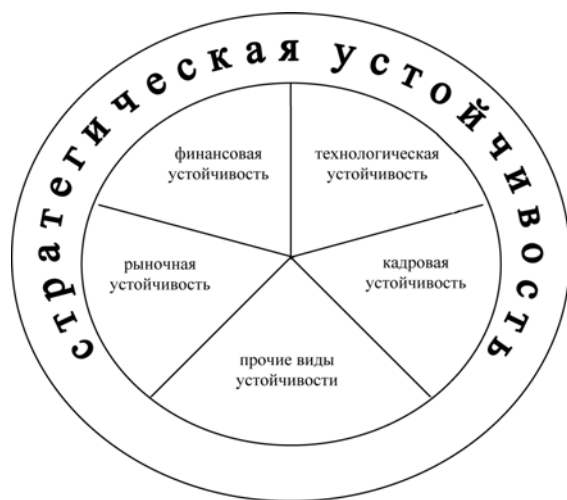 стратегическая устойчивость
финансовая
устойчивость
технологическая
устойчивость
рыночная
устойчивость
кадровая
устойчивость
прочие виды
устойчивости